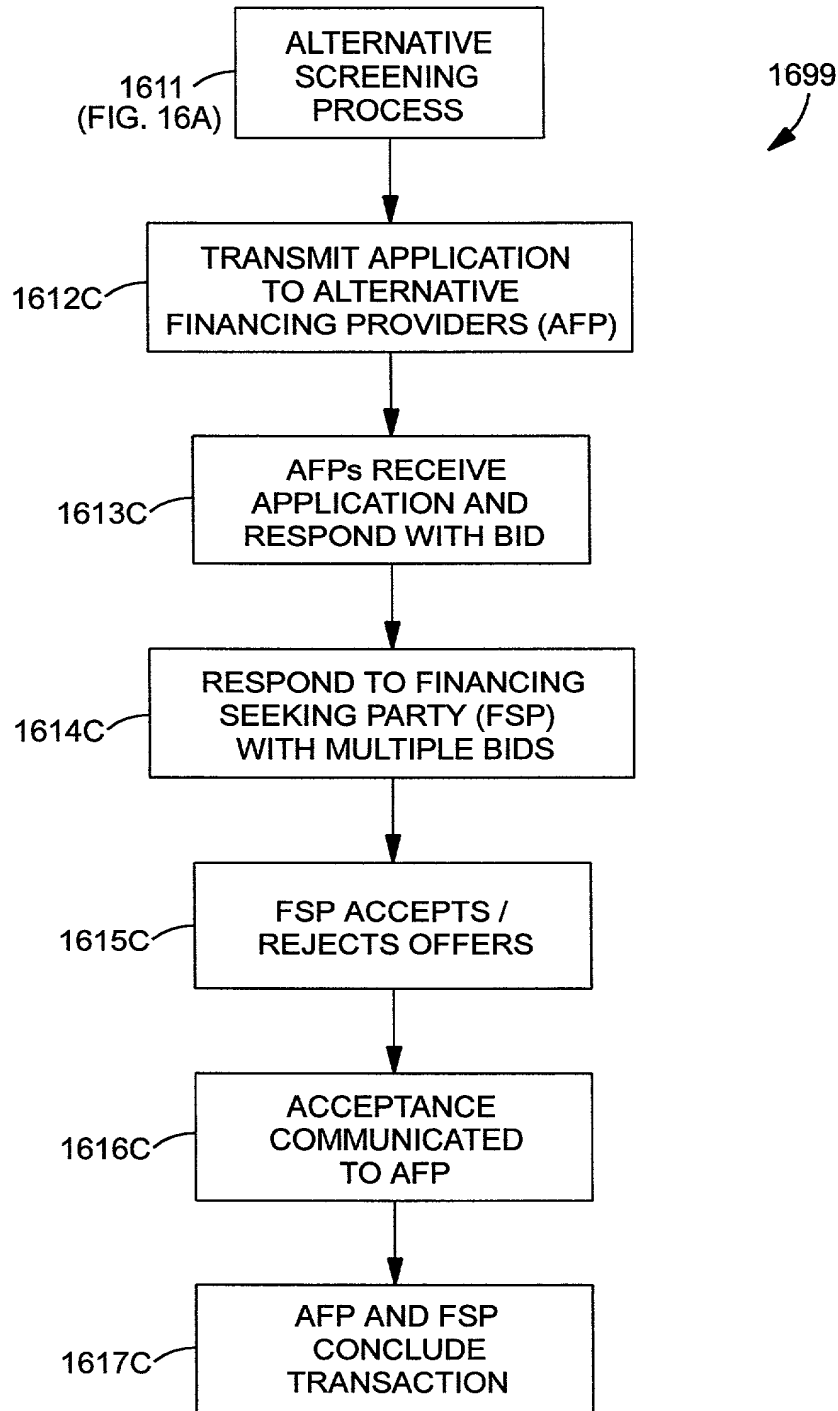 ALTERNATIVE
SCREENING
PROCESS
1611
(FIG. 16A)
1699
TRANSMIT APPLICATION
TO ALTERNATIVE
FINANCING PROVIDERS (AFP)
1612C
AFPs RECEIVE
APPLICATION AND
RESPOND WITH BID
1613C
RESPOND TO FINANCING
SEEKING PARTY (FSP)
WITH MULTIPLE BIDS
1614C
FSP ACCEPTS /
REJECTS OFFERS
1615C
ACCEPTANCE
COMMUNICATED
TO AFP
1616C
AFP AND FSP
CONCLUDE
TRANSACTION
1617C